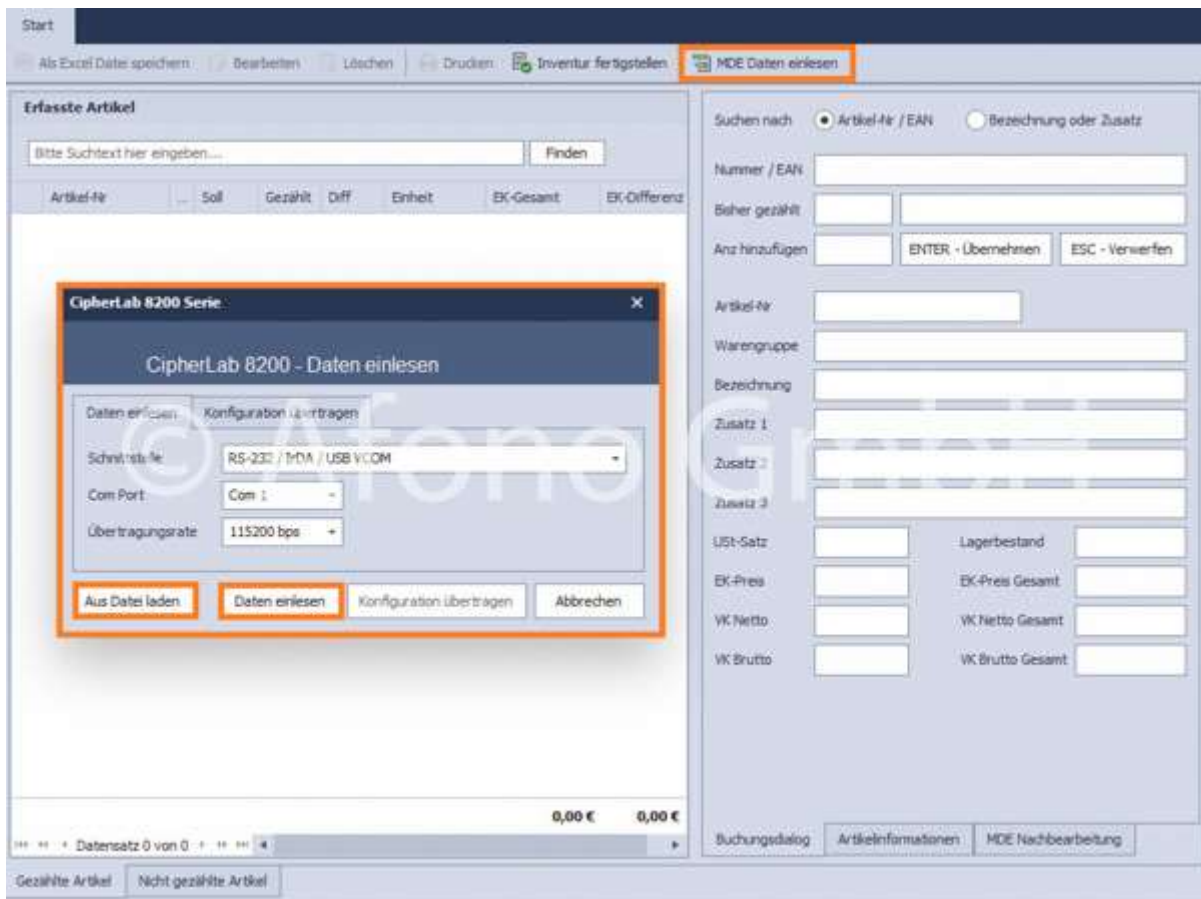 Start
Als Excel Datei speichern Bearbeiten Löschen Drucken Inventur fertigstellen MDE Daten einlesen
Erfasste Artikel
Bitte Suchtext hier eingeben.... Finden
Artikel-Nr ... Soll Gezählt Diff Einheit EK-Gesamt EK-Differenz
CipherLab 8200 Serie
CipherLab 8200 - Daten einlesen
Daten einlesen Konfiguration übertragen
Schnittstelle RS-232 / IrDA / USB VCOM
Com Port Com 1
Übertragungsrate 115200 bps
Aus Datei laden Daten einlesen Konfiguration übertragen Abbrechen
0,00 € 0,00 €
Datensatz 0 von 0
Gezählte Artikel Nicht gezählte Artikel
Suchen nach Artikel-Nr / EAN Bezeichnung oder Zusatz
Nummer / EAN
Bisher gezählt
Anz hinzufügen ENTER - Übernehmen ESC - Verwerfen
Artikel-Nr
Warengruppe
Bezeichnung
Zusatz 1
Zusatz 2
Zusatz 3
USt-Satz Lagerbestand
EK-Preis EK-Preis Gesamt
VK Netto VK Netto Gesamt
VK Brutto VK Brutto Gesamt
Buchungsdialog Artikelinformationen MDE Nachbearbeitung
© Afono GmbH